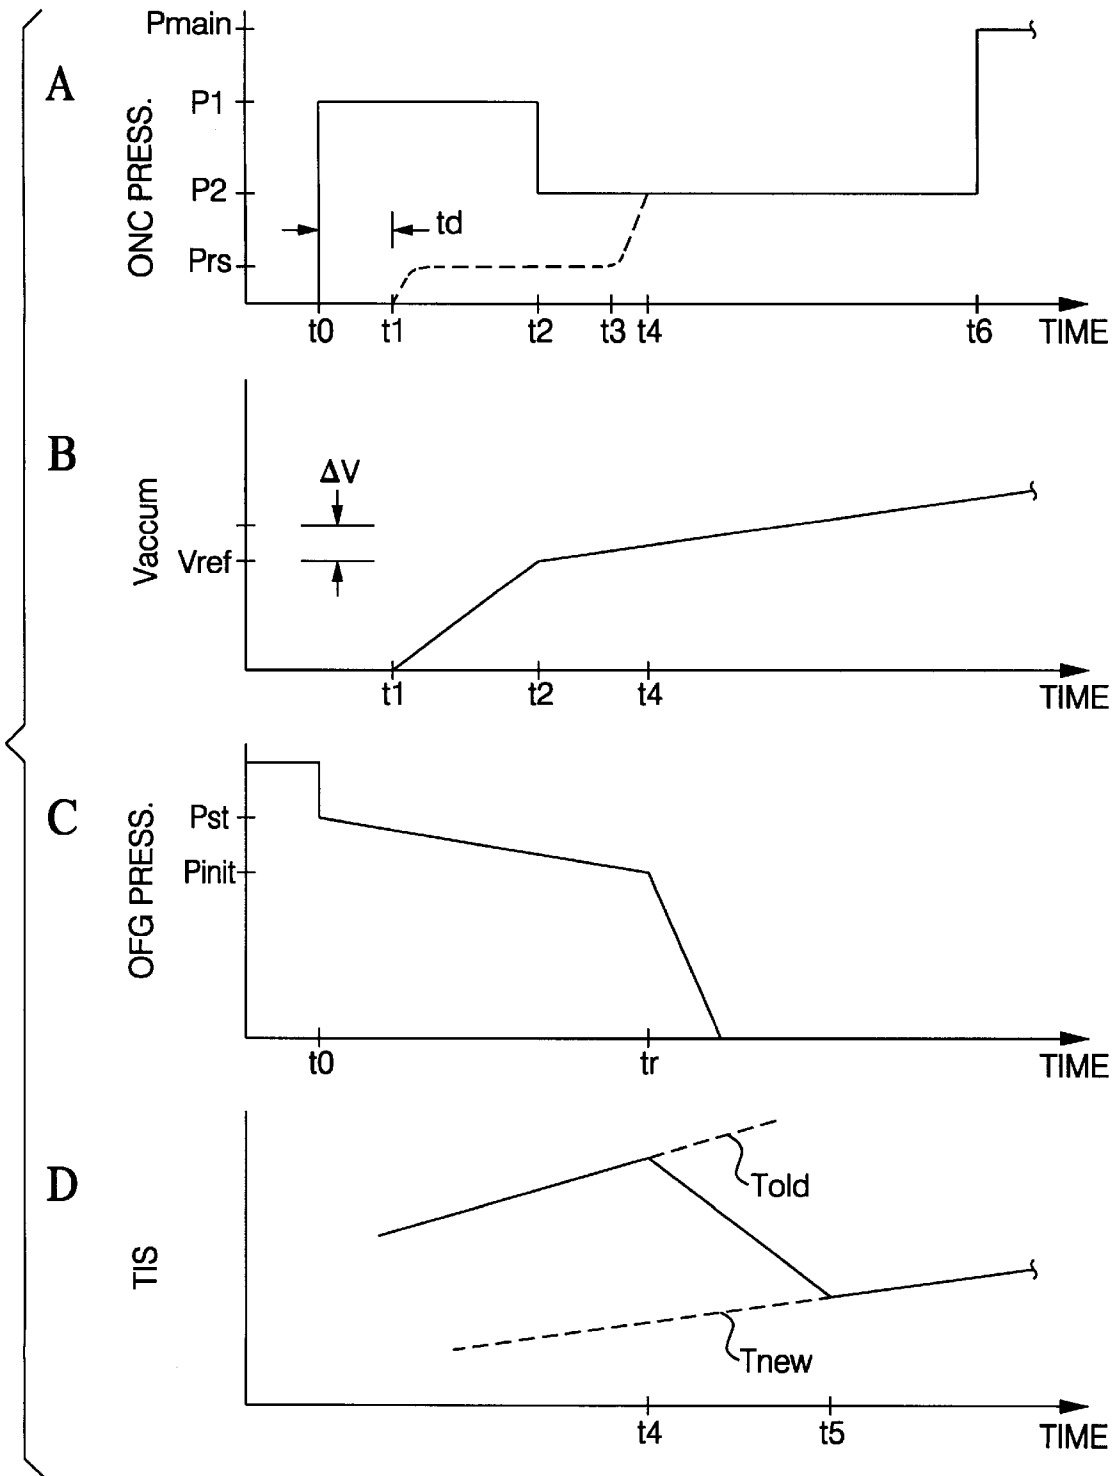 A
ONC PRESS.
Pmain
P1
P2
Prs
td
t0 t1 t2 t3 t4 t6 TIME
B
Vaccum
ΔV
Vref
t1 t2 t4 TIME
C
OFG PRESS.
Pst
Pinit
t0 tr TIME
D
TIS
Told
Tnew
t4 t5 TIME